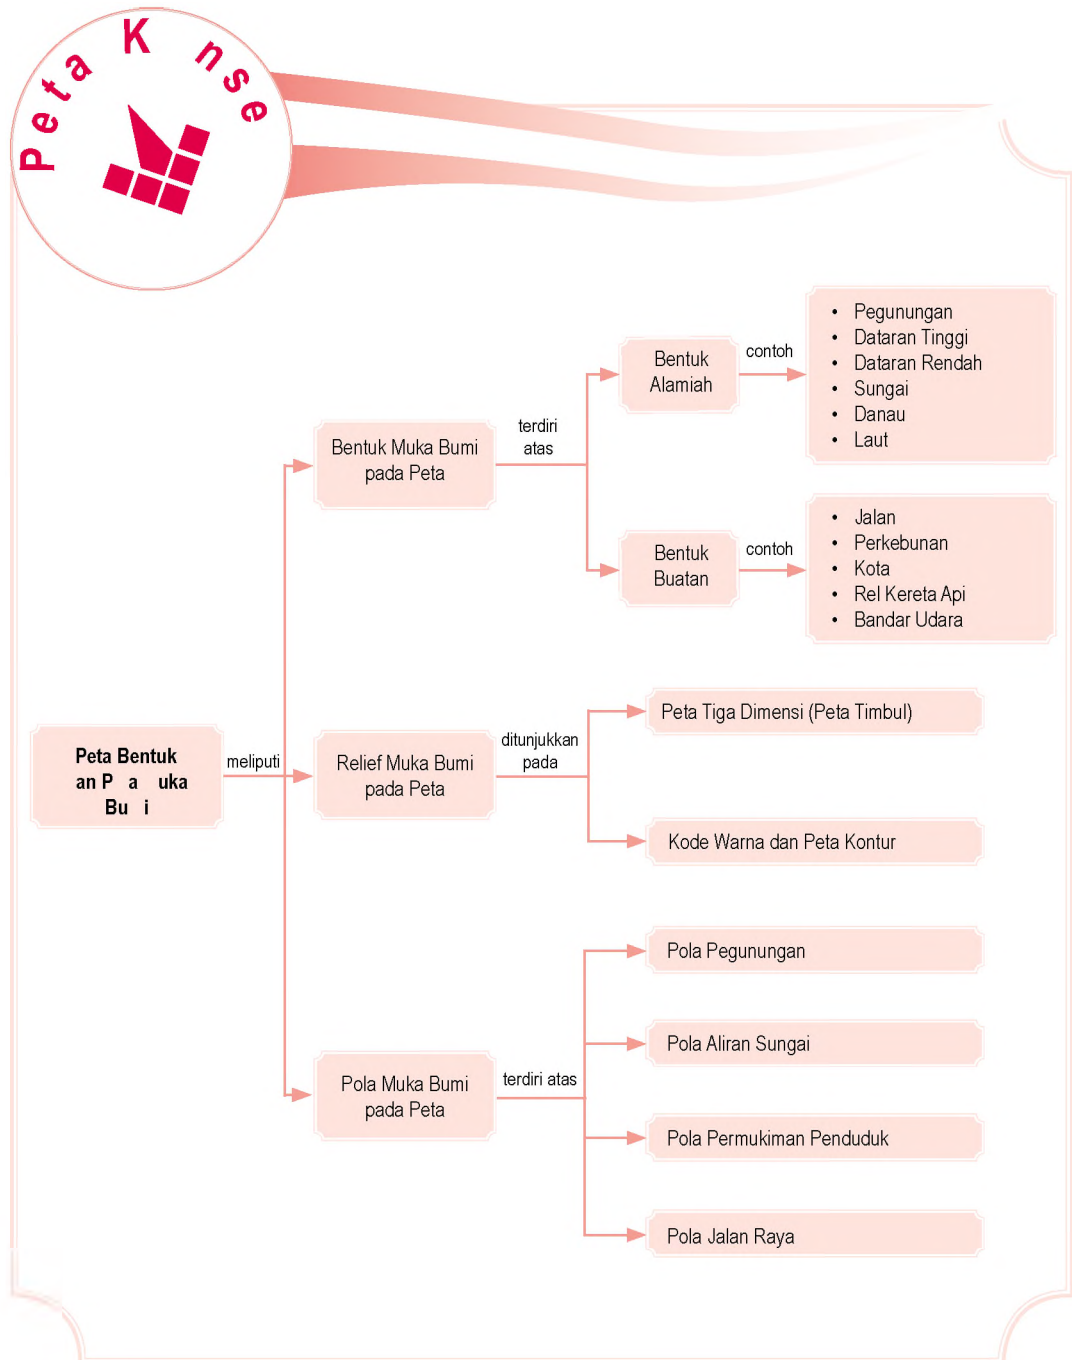 Peta K nse
Bentuk
Alamiah
contoh
• Pegunungan
• Dataran Tinggi
• Dataran Rendah
• Sungai
• Danau
• Laut
Bentuk Muka Bumi
pada Peta
terdiri
atas
Bentuk
Buatan
contoh
• Jalan
• Perkebunan
• Kota
• Rel Kereta Api
• Bandar Udara
Peta Bentuk
an P a uka
Bu i
meliputi
Relief Muka Bumi
pada Peta
ditunjukkan
pada
Peta Tiga Dimensi (Peta Timbul)
Kode Warna dan Peta Kontur
Pola Muka Bumi
pada Peta
terdiri atas
Pola Pegunungan
Pola Aliran Sungai
Pola Permukiman Penduduk
Pola Jalan Raya